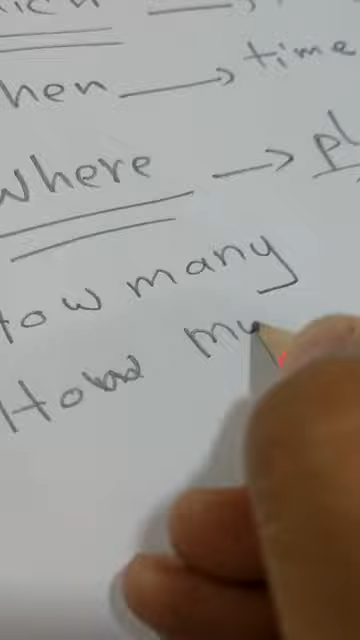 hen → time
Where → pl
How many
How mu